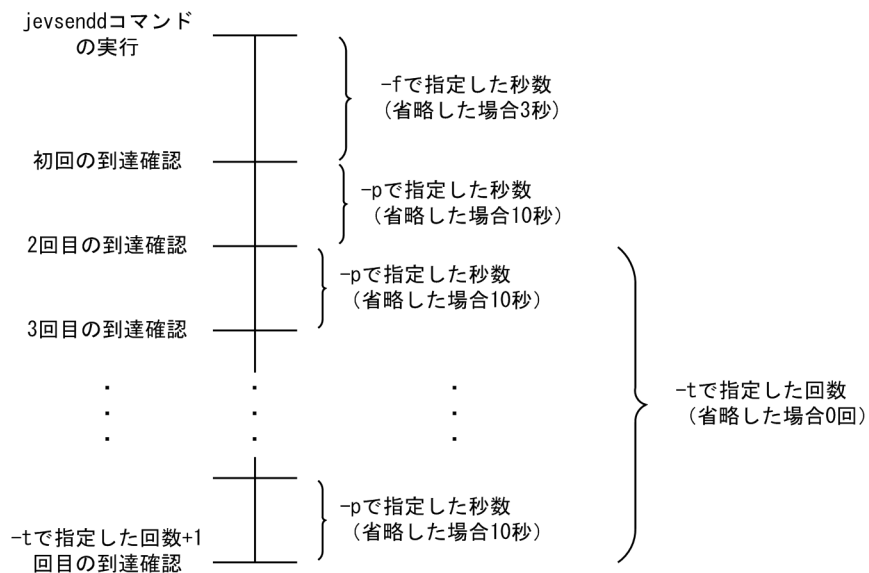 jevsenddコマンド
の実行
-fで指定した秒数
(省略した場合3秒)
初回の到達確認
-pで指定した秒数
(省略した場合10秒)
2回目の到達確認
-pで指定した秒数
(省略した場合10秒)
3回目の到達確認
-tで指定した回数
(省略した場合0回)
-pで指定した秒数
(省略した場合10秒)
-tで指定した回数+1
回目の到達確認